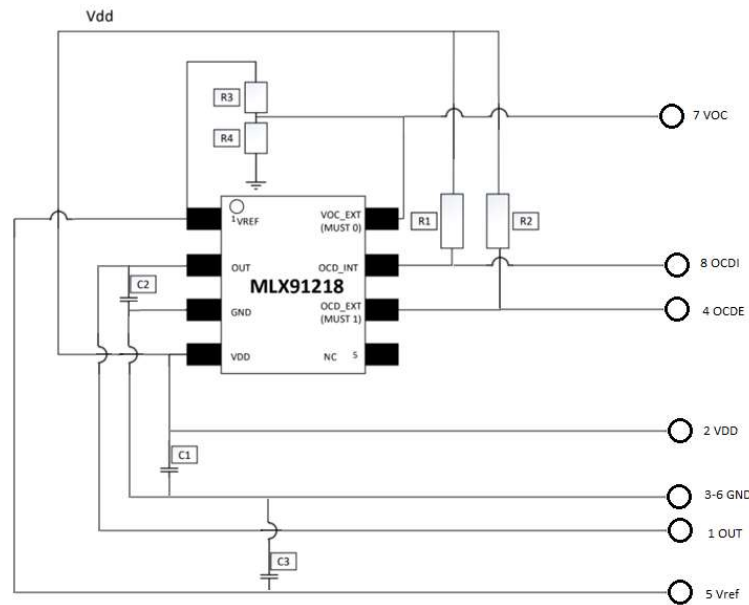 Vdd
R3
R4
7 VOC
1 VREF
VOC_EXT
(MUST 0)
R1
R2
OUT
OCD_INT
8 OCDI
C2
MLX91218
GND
OCD_EXT
(MUST 1)
4 OCDE
VDD
NC 5
2 VDD
C1
3-6 GND
1 OUT
C3
5 Vref